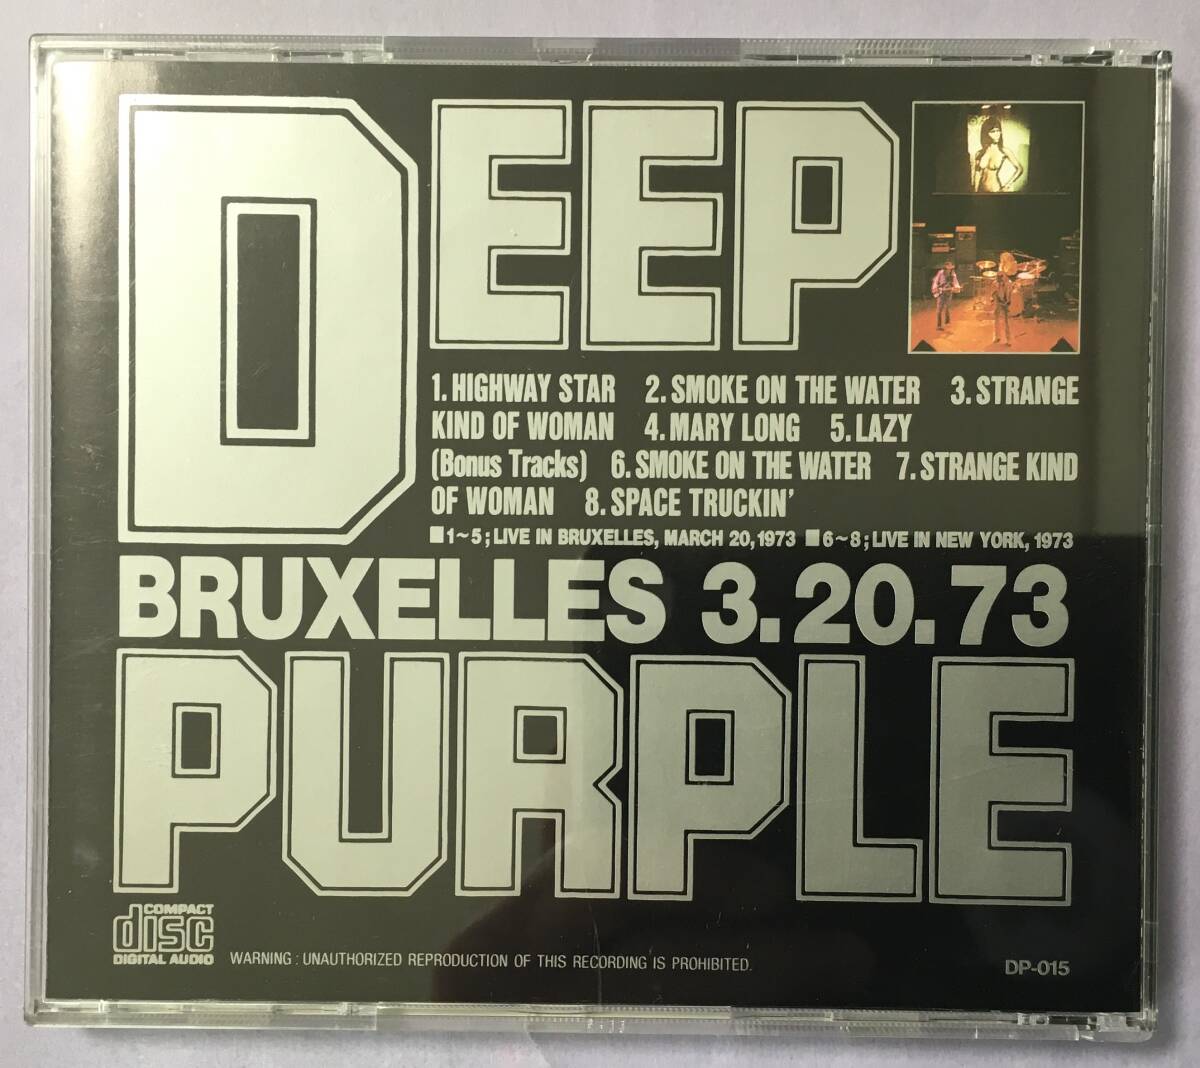 DEEP
1. HIGHWAY STAR 2. SMOKE ON THE WATER 3. STRANGE
KIND OF WOMAN 4. MARY LONG 5. LAZY
(Bonus Tracks) 6. SMOKE ON THE WATER 7. STRANGE KIND
OF WOMAN 8. SPACE TRUCKIN'
■1~5; LIVE IN BRUXELLES, MARCH 20, 1973 ■6~8; LIVE IN NEW YORK, 1973
BRUXELLES 3.20.73
PURPLE
COMPACT
disc
DIGITAL AUDIO
WARNING : UNAUTHORIZED REPRODUCTION OF THIS RECORDING IS PROHIBITED.
DP-015